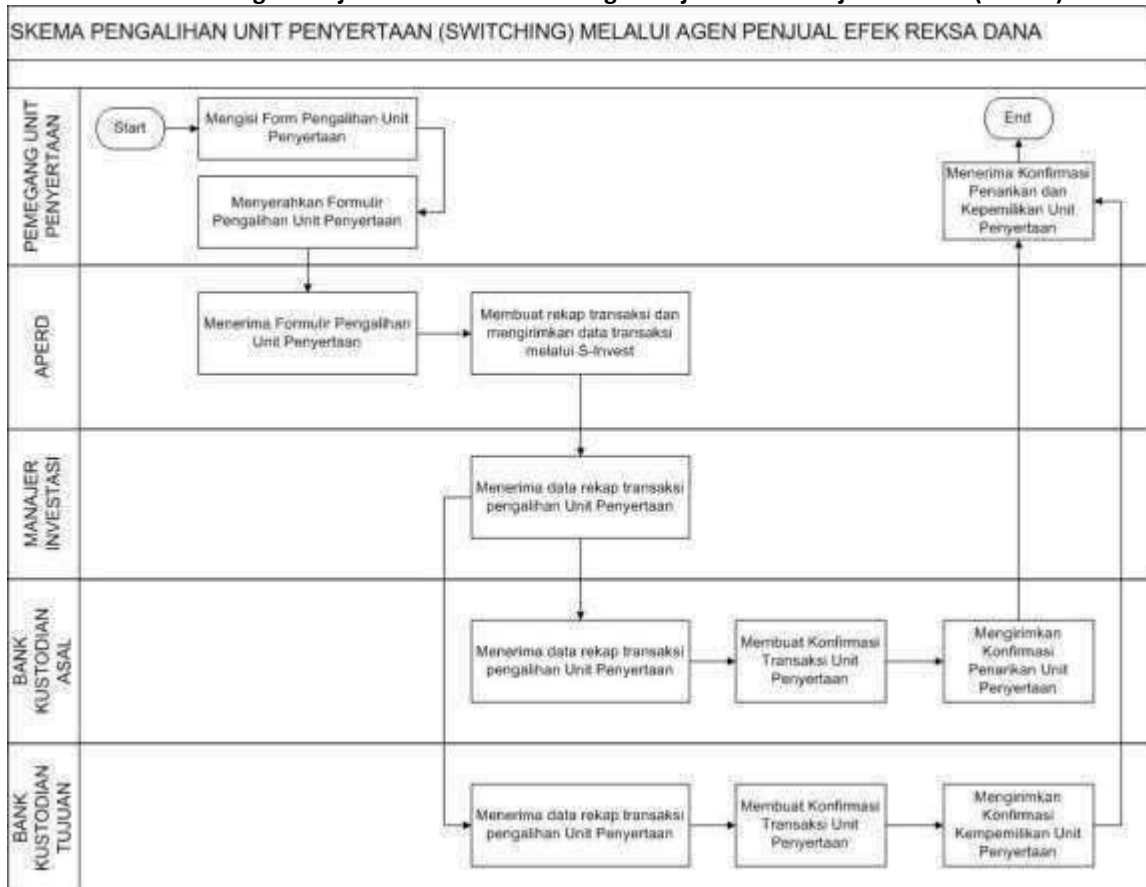 SKEMA PENGALIHAN UNIT PENYERTAAN (SWITCHING) MELALUI AGEN PENJUAL EFEK REKSA DANA
PEMEGANG UNIT
PENYERTAAN
Start
Mengisi Form Pengalihan Unit
Penyertaan
Menyerahkan Formulir
Pengalihan Unit Penyertaan
End
Menerima Konfirmasi
Penarikan dan
Kepemilikan Unit
Penyertaan
APERD
Menerima Formulir Pengalihan
Unit Penyertaan
Membuat rekap transaksi dan
mengirimkan data transaksi
melalui S-Invest
MANAJER
INVESTASI
Menerima data rekap transaksi
pengalihan Unit Penyertaan
BANK
KUSTODIAN
ASAL
Menerima data rekap transaksi
pengalihan Unit Penyertaan
Membuat Konfirmasi
Transaksi Unit
Penyertaan
Mengirimkan
Konfirmasi
Penarikan Unit
Penyertaan
BANK
KUSTODIAN
TUJUAN
Menerima data rekap transaksi
pengalihan Unit Penyertaan
Membuat Konfirmasi
Transaksi Unit
Penyertaan
Mengirimkan
Konfirmasi
Kempemilikan Unit
Penyertaan